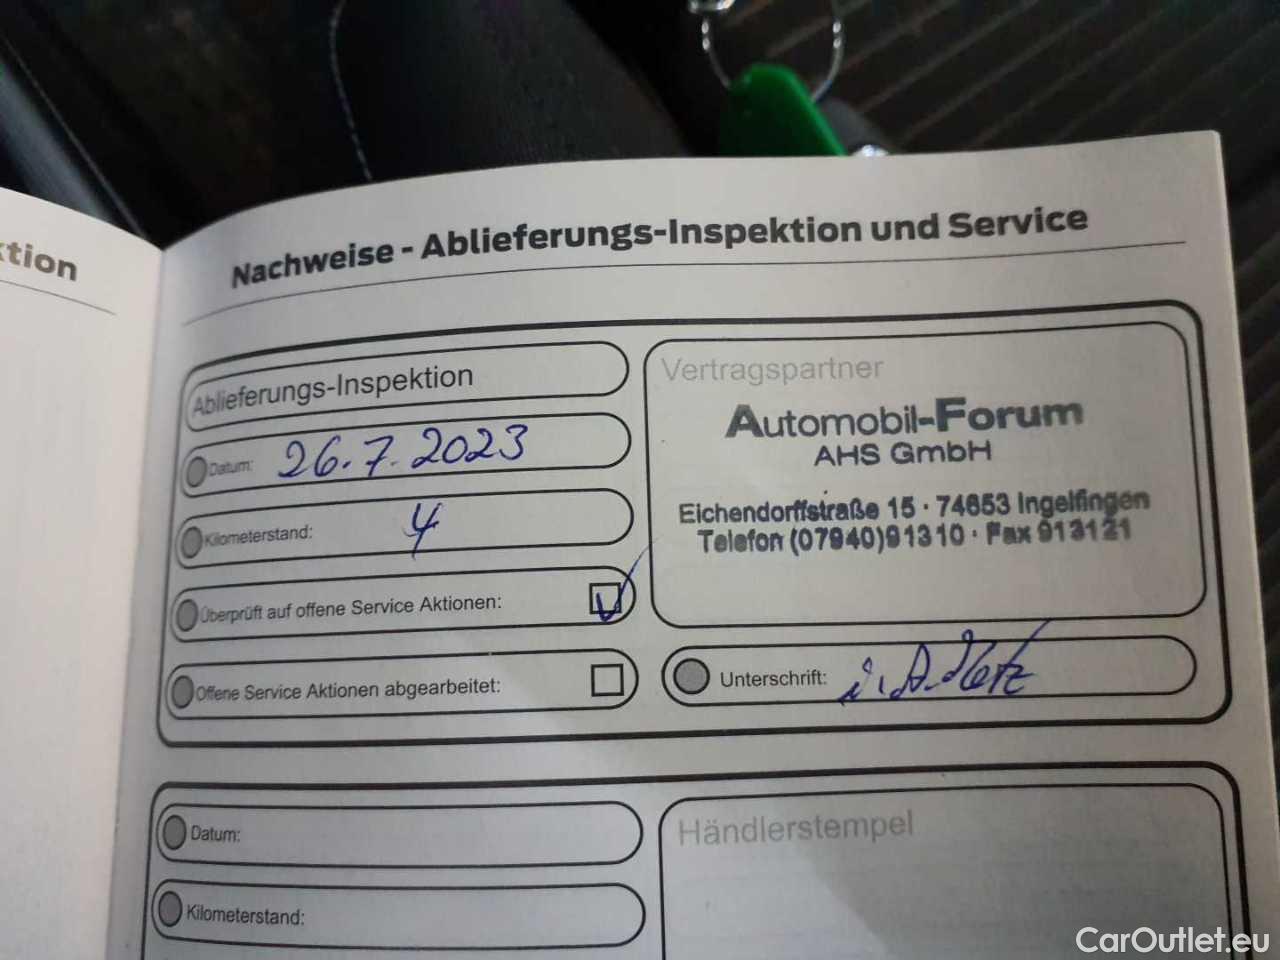 ktion
Nachweise - Ablieferungs-Inspektion und Service
Ablieferungs-Inspektion
Datum: 26.7.2023
Kilometerstand: 4
Überprüft auf offene Service Aktionen:
Offene Service Aktionen abgearbeitet:
Vertragspartner
Automobil-Forum
AHS GmbH
Eichendorffstraße 15 · 74653 Ingelfingen
Telefon (07940)91310 · Fax 913121
Unterschrift: i.A.
Datum:
Kilometerstand:
Händlerstempel
CarOutlet.eu